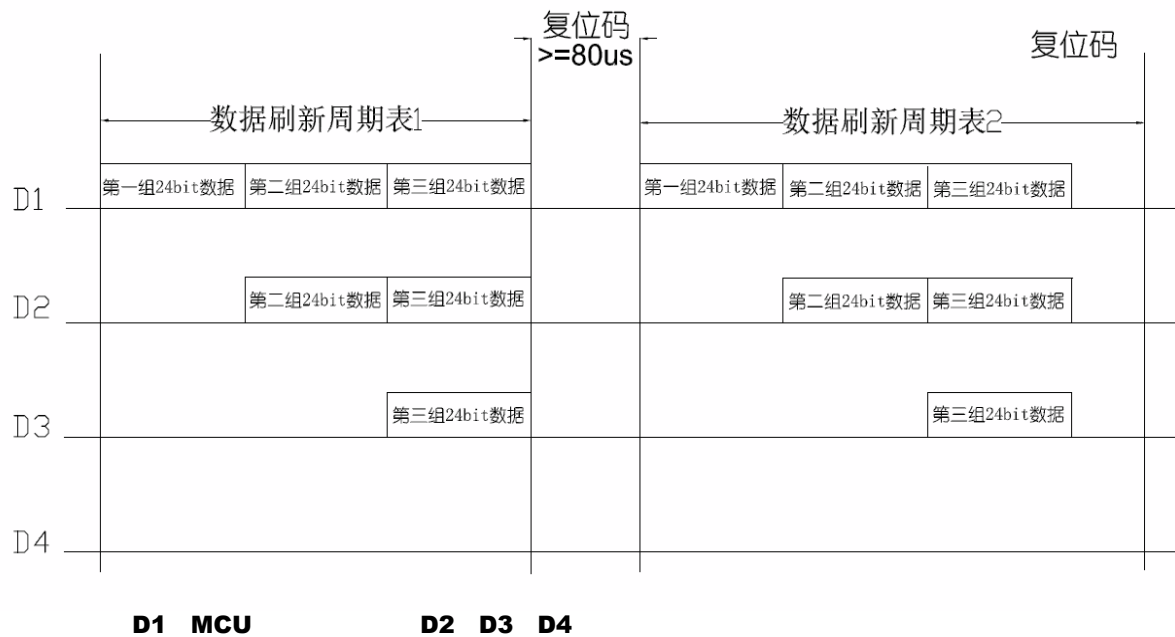 复位码
>=80us
复位码
数据刷新周期表1
数据刷新周期表2
D1
第一组24bit数据
第二组24bit数据
第三组24bit数据
第一组24bit数据
第二组24bit数据
第三组24bit数据
D2
第二组24bit数据
第三组24bit数据
第二组24bit数据
第三组24bit数据
D3
第三组24bit数据
第三组24bit数据
D4
D1 MCU D2 D3 D4